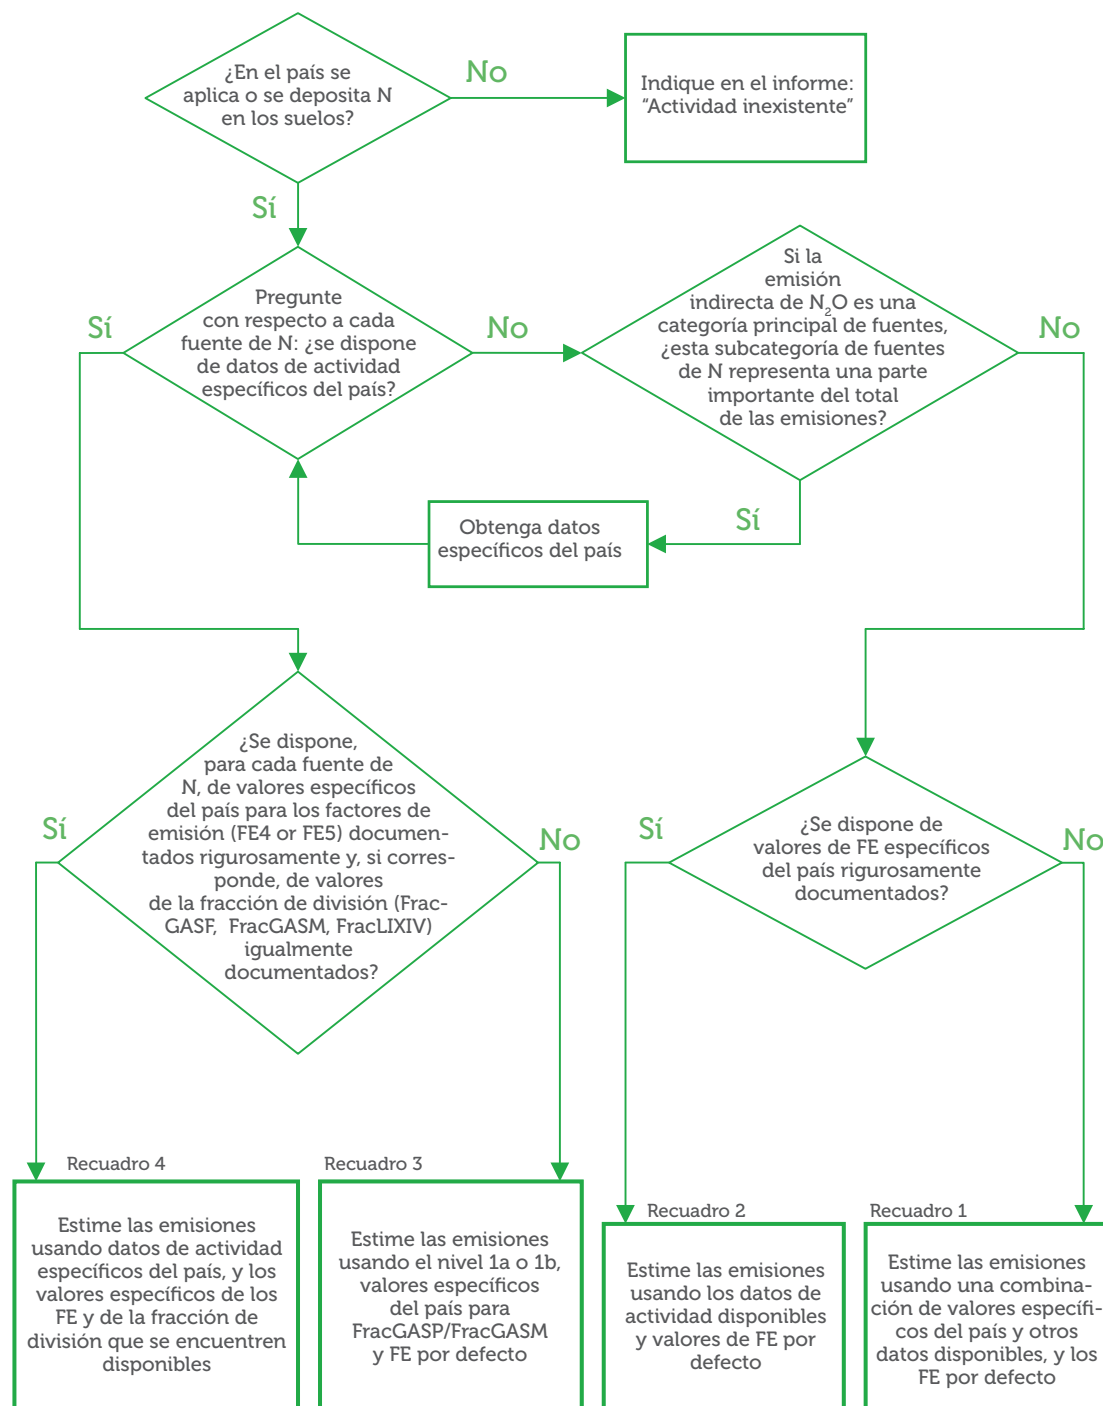 ¿En el país se
aplica o se deposita N
en los suelos?
No
Indique en el informe:
"Actividad inexistente"
Sí
Sí
Pregunte
con respecto a cada
fuente de N: ¿se dispone
de datos de actividad
específicos del país?
No
Si la
emisión
indirecta de N₂O es una
categoría principal de fuentes,
¿esta subcategoría de fuentes
de N representa una parte
importante del total
de las emisiones?
No
Sí
Obtenga datos
específicos del país
¿Se dispone,
para cada fuente de
N, de valores específicos
del país para los factores de
emisión (FE4 or FE5) documen-
tados rigurosamente y, si corres-
ponde, de valores
de la fracción de división (Frac-
GASF, FracGASM, FracLIXIV)
igualmente
documentados?
Sí
No
¿Se dispone de
valores de FE específicos
del país rigurosamente
documentados?
Sí
No
Recuadro 4
Estime las emisiones
usando datos de actividad
específicos del país, y los
valores específicos de los
FE y de la fracción de
división que se encuentren
disponibles
Recuadro 3
Estime las emisiones
usando el nivel 1a o 1b,
valores específicos
del país para
FracGASP/FracGASM
y FE por defecto
Recuadro 2
Estime las emisiones
usando los datos de
actividad disponibles
y valores de FE por
defecto
Recuadro 1
Estime las emisiones
usando una combina-
ción de valores específi-
cos del país y otros
datos disponibles, y los
FE por defecto